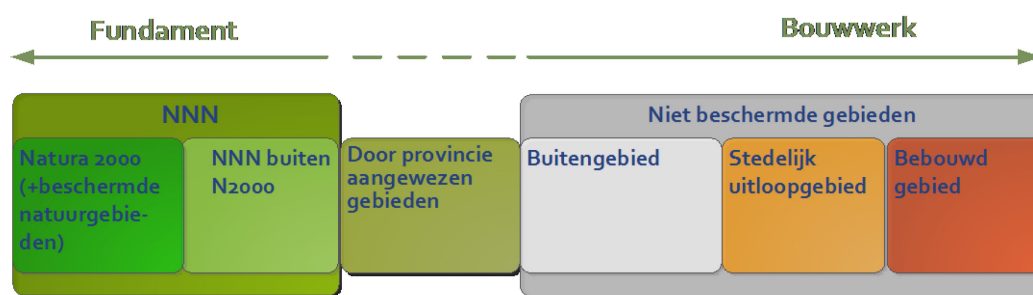 Fundament
Bouwwerk
NNN
Niet beschermde gebieden
Natura 2000
(+beschermde
natuurgebie-
den)
NNN buiten
N2000
Door provincie
aangewezen
gebieden
Buitengebied
Stedelijk
uitloopgebied
Bebouwd
gebied